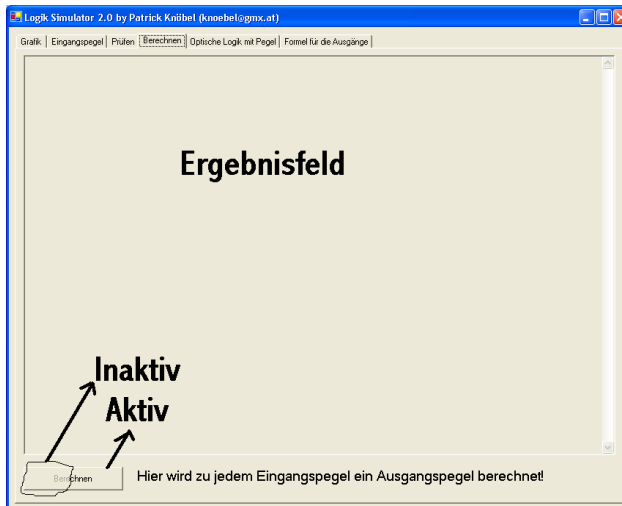 Logik Simulator 2.0 by Patrick Knöbel (knoebel@gmx.at)
Grafik Eingangspegel Prüfen Berechnen Optische Logik mit Pegel Formel für die Ausgänge
Ergebnisfeld
Inaktiv
Aktiv
Berechnen Hier wird zu jedem Eingangspegel ein Ausgangspegel berechnet!